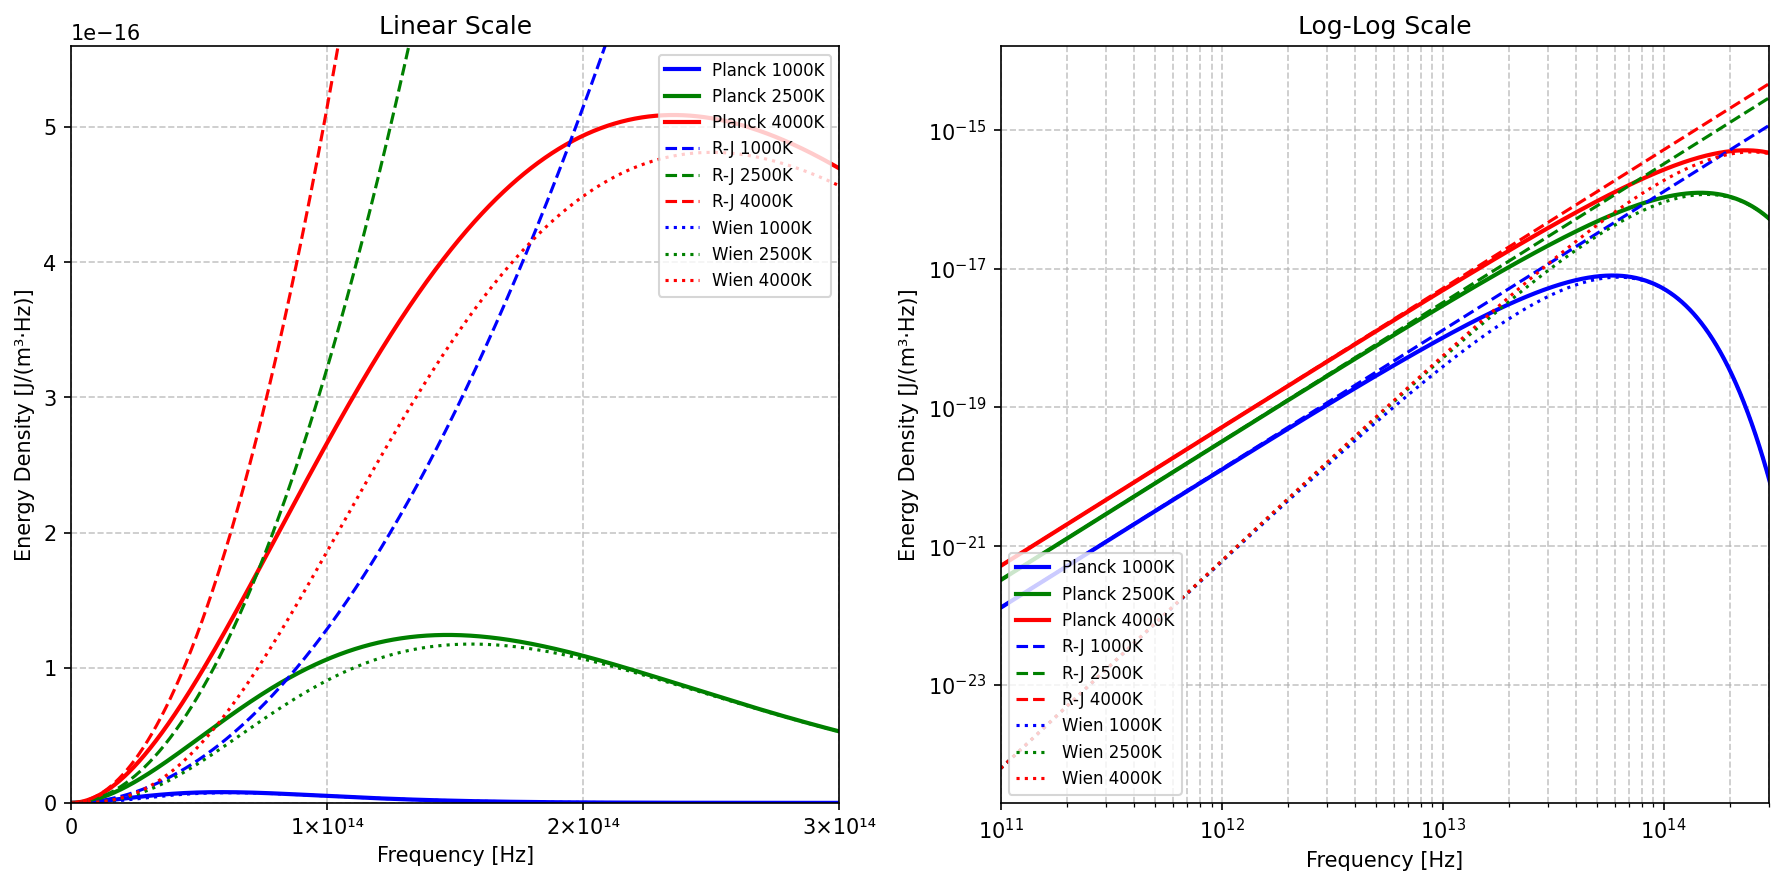 Linear Scale
1e−16
5
4
3
2
1
0
Energy Density [J/(m³·Hz)]
0
1×10¹⁴
2×10¹⁴
3×10¹⁴
Frequency [Hz]
Planck 1000K
Planck 2500K
Planck 4000K
R-J 1000K
R-J 2500K
R-J 4000K
Wien 1000K
Wien 2500K
Wien 4000K
Log-Log Scale
10⁻¹⁵
10⁻¹⁷
10⁻¹⁹
10⁻²¹
10⁻²³
Energy Density [J/(m³·Hz)]
10¹¹
10¹²
10¹³
10¹⁴
Frequency [Hz]
Planck 1000K
Planck 2500K
Planck 4000K
R-J 1000K
R-J 2500K
R-J 4000K
Wien 1000K
Wien 2500K
Wien 4000K